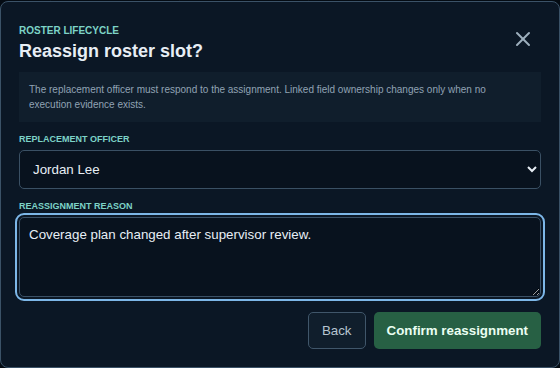 ROSTER LIFECYCLE
Reassign roster slot?
The replacement officer must respond to the assignment. Linked field ownership changes only when no
execution evidence exists.
REPLACEMENT OFFICER
Jordan Lee
REASSIGNMENT REASON
Coverage plan changed after supervisor review.
Back
Confirm reassignment